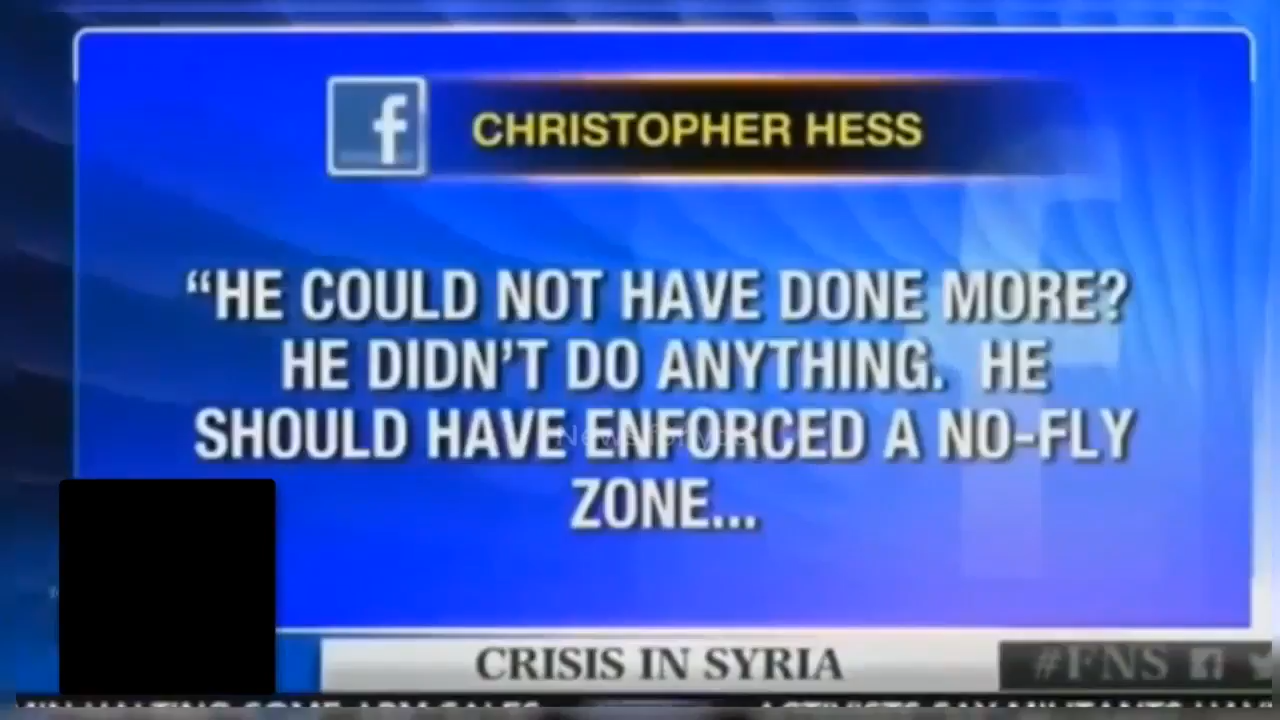 f CHRISTOPHER HESS
“HE COULD NOT HAVE DONE MORE?
HE DIDN’T DO ANYTHING. HE
SHOULD HAVE ENFORCED A NO-FLY
ZONE...
CRISIS IN SYRIA
#FNS